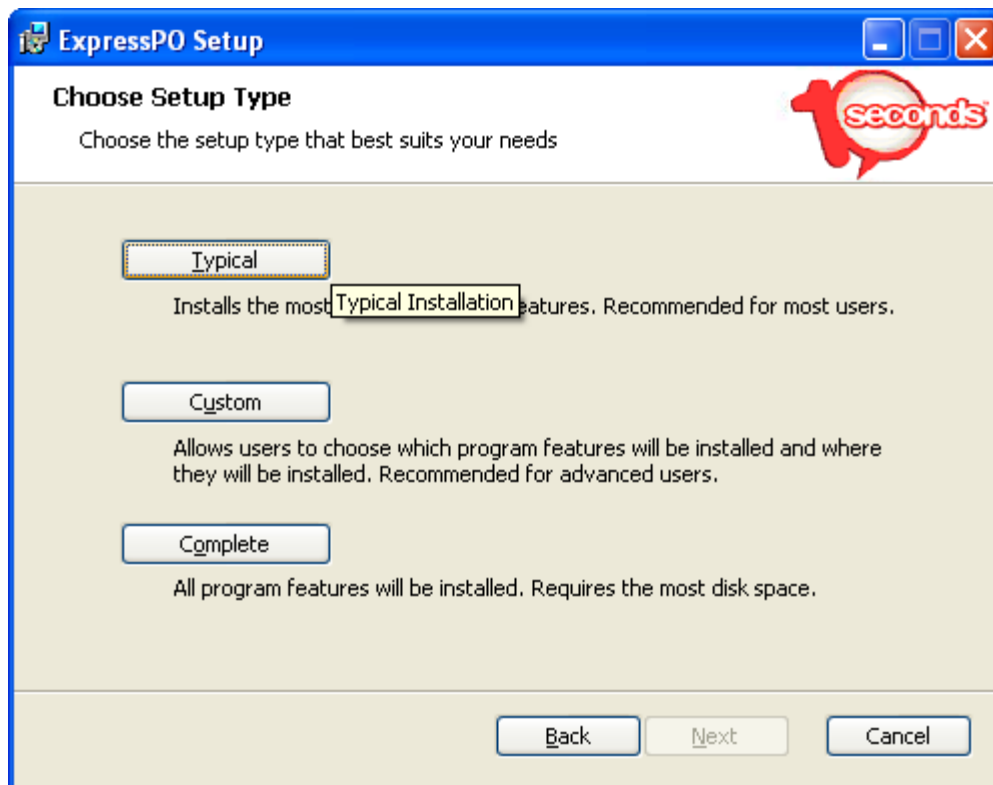 ExpressPO Setup
Choose Setup Type
Choose the setup type that best suits your needs
10 seconds
Typical
Typical Installation
Installs the most eatures. Recommended for most users.
Custom
Allows users to choose which program features will be installed and where
they will be installed. Recommended for advanced users.
Complete
All program features will be installed. Requires the most disk space.
Back
Next
Cancel